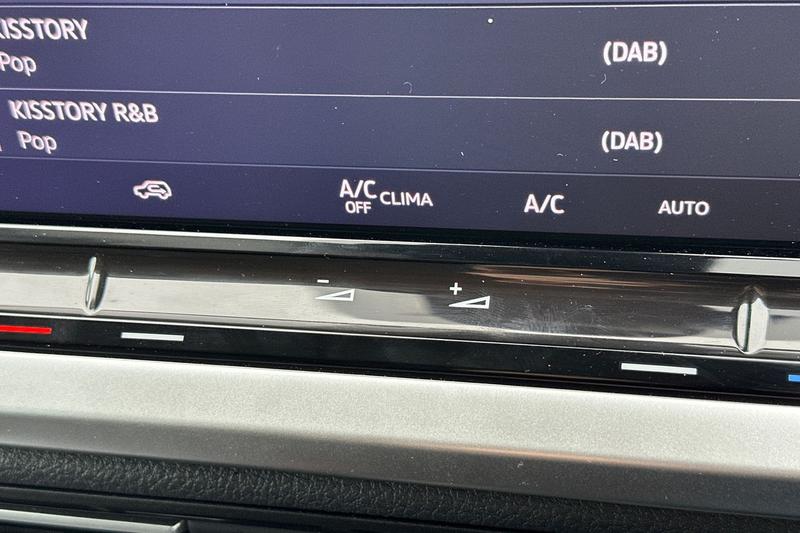 KISSTORY
Pop
(DAB)
KISSTORY R&B
Pop
(DAB)
A/C
OFF
CLIMA
A/C
AUTO
-
+